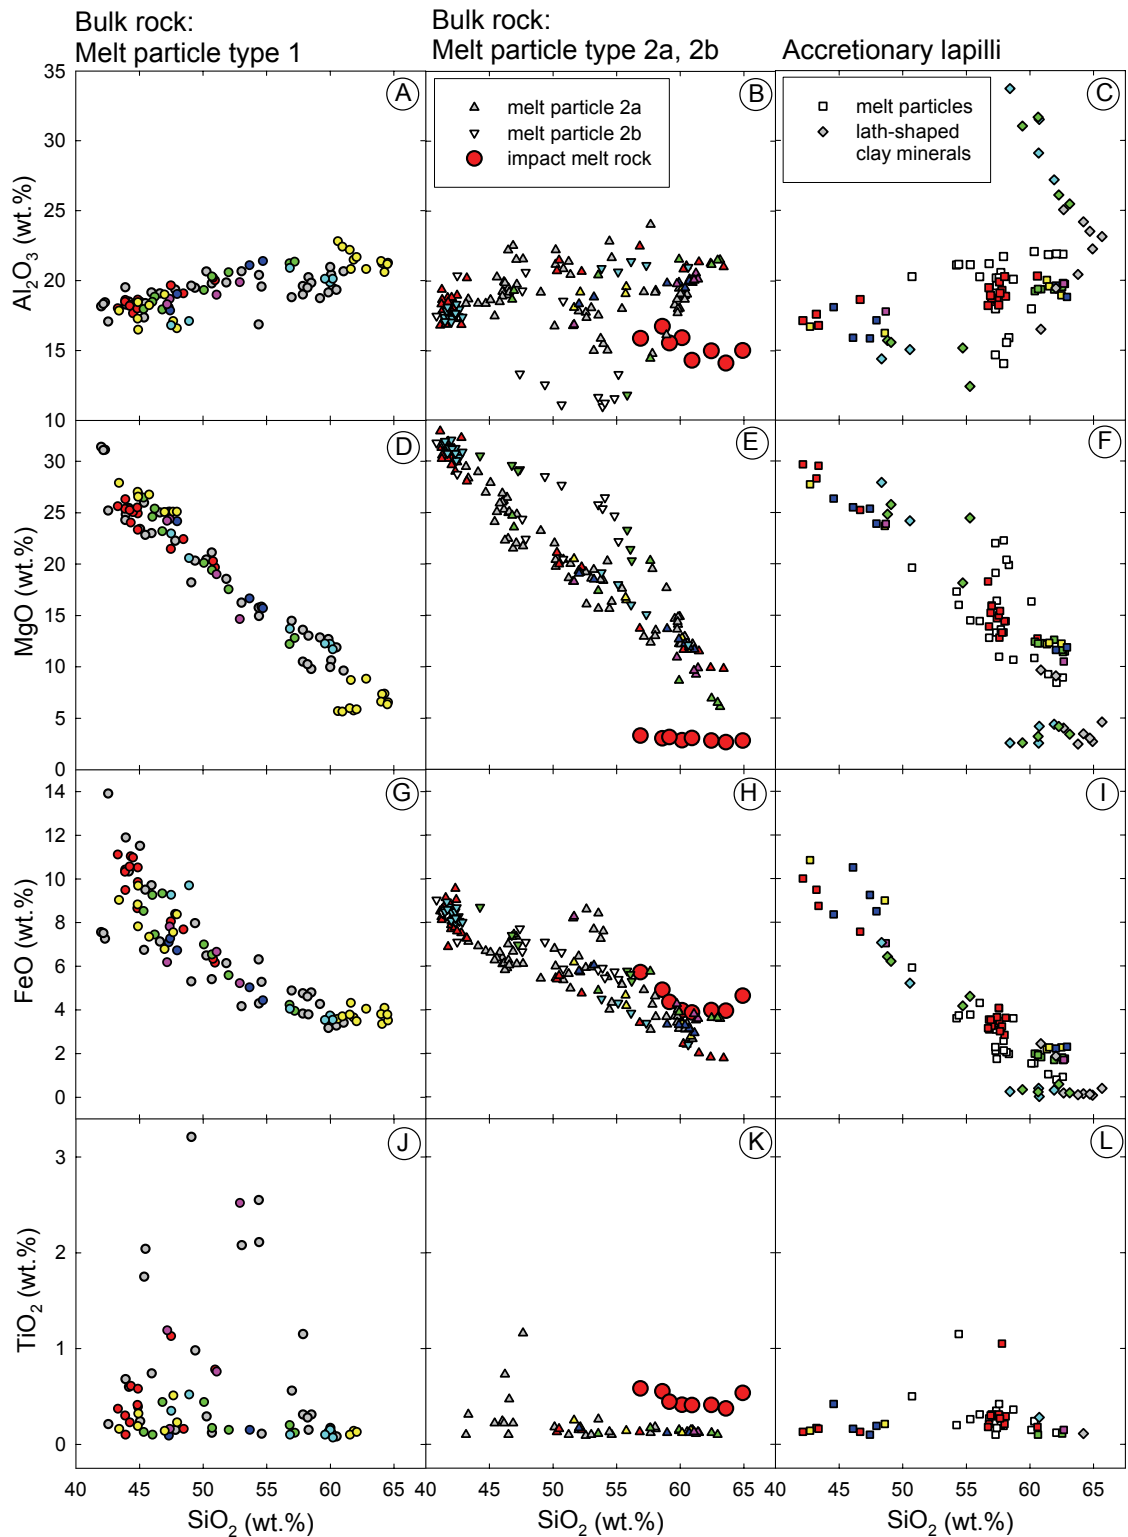 Bulk rock:
Melt particle type 1
Bulk rock:
Melt particle type 2a, 2b
Accretionary lapilli
35
30
25
20
15
10
Al₂O₃ (wt.%)
A
B
melt particle 2a
melt particle 2b
impact melt rock
C
melt particles
lath-shaped
clay minerals
30
25
20
15
10
5
0
MgO (wt.%)
D
E
F
14
12
10
8
6
4
2
0
FeO (wt.%)
G
H
I
3
2
1
0
TiO₂ (wt.%)
J
K
L
40 45 50 55 60 65
40 45 50 55 60 65
40 45 50 55 60 65
SiO₂ (wt.%)
SiO₂ (wt.%)
SiO₂ (wt.%)